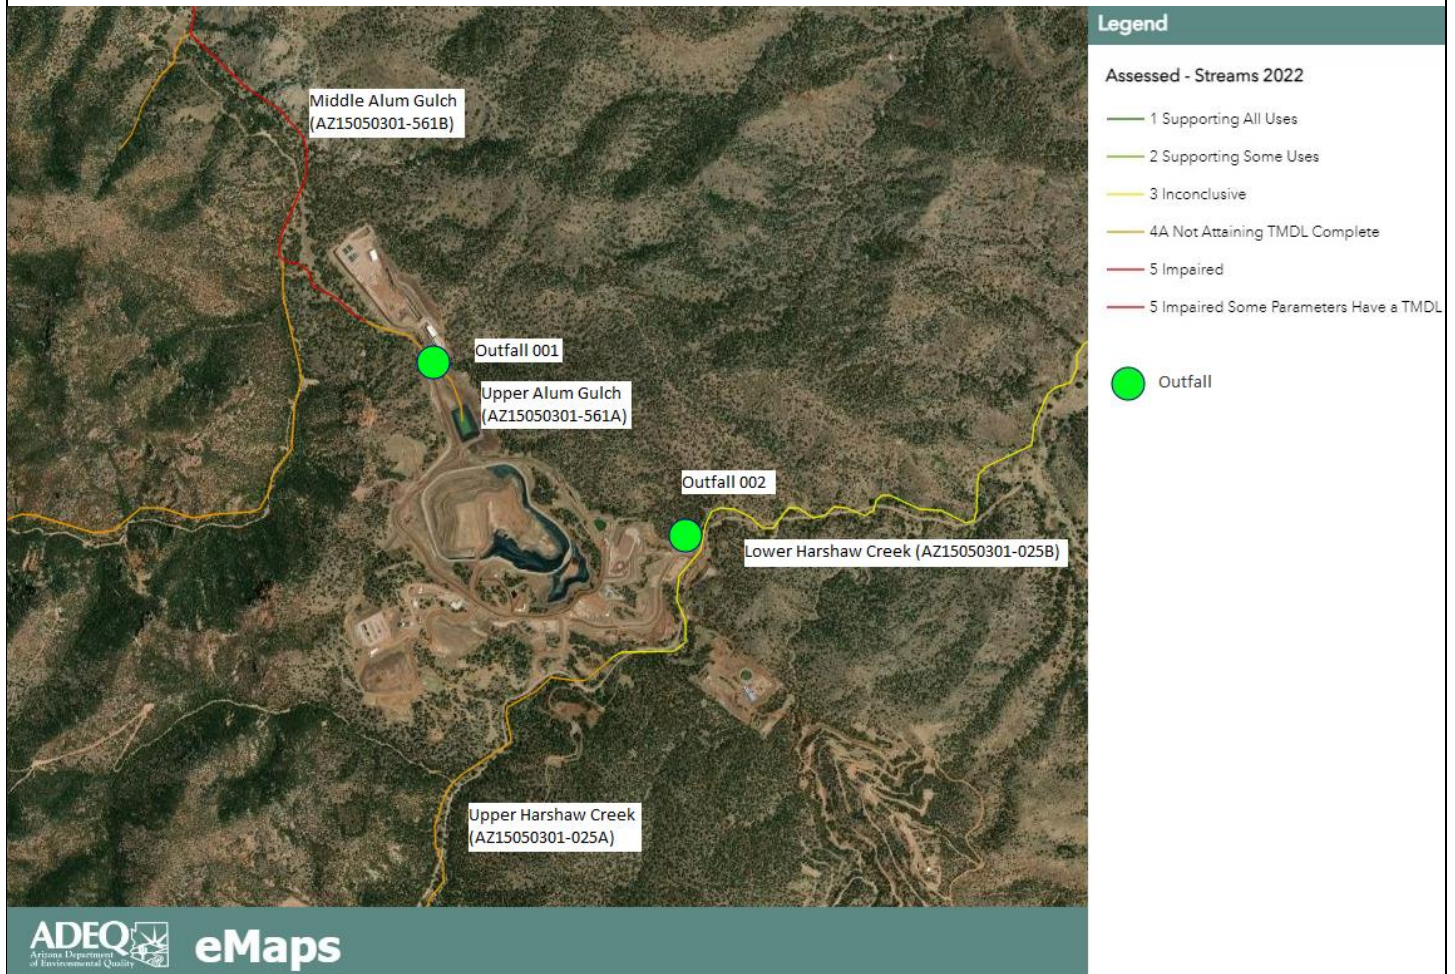 Middle Alum Gulch
(AZ15050301-561B)
Outfall 001
Upper Alum Gulch
(AZ15050301-561A)
Outfall 002
Lower Harshaw Creek (AZ15050301-025B)
Upper Harshaw Creek
(AZ15050301-025A)
Legend
Assessed - Streams 2022
1 Supporting All Uses
2 Supporting Some Uses
3 Inconclusive
4A Not Attaining TMDL Complete
5 Impaired
5 Impaired Some Parameters Have a TMDL
Outfall
ADEQ
Arizona Department
of Environmental Quality
eMaps